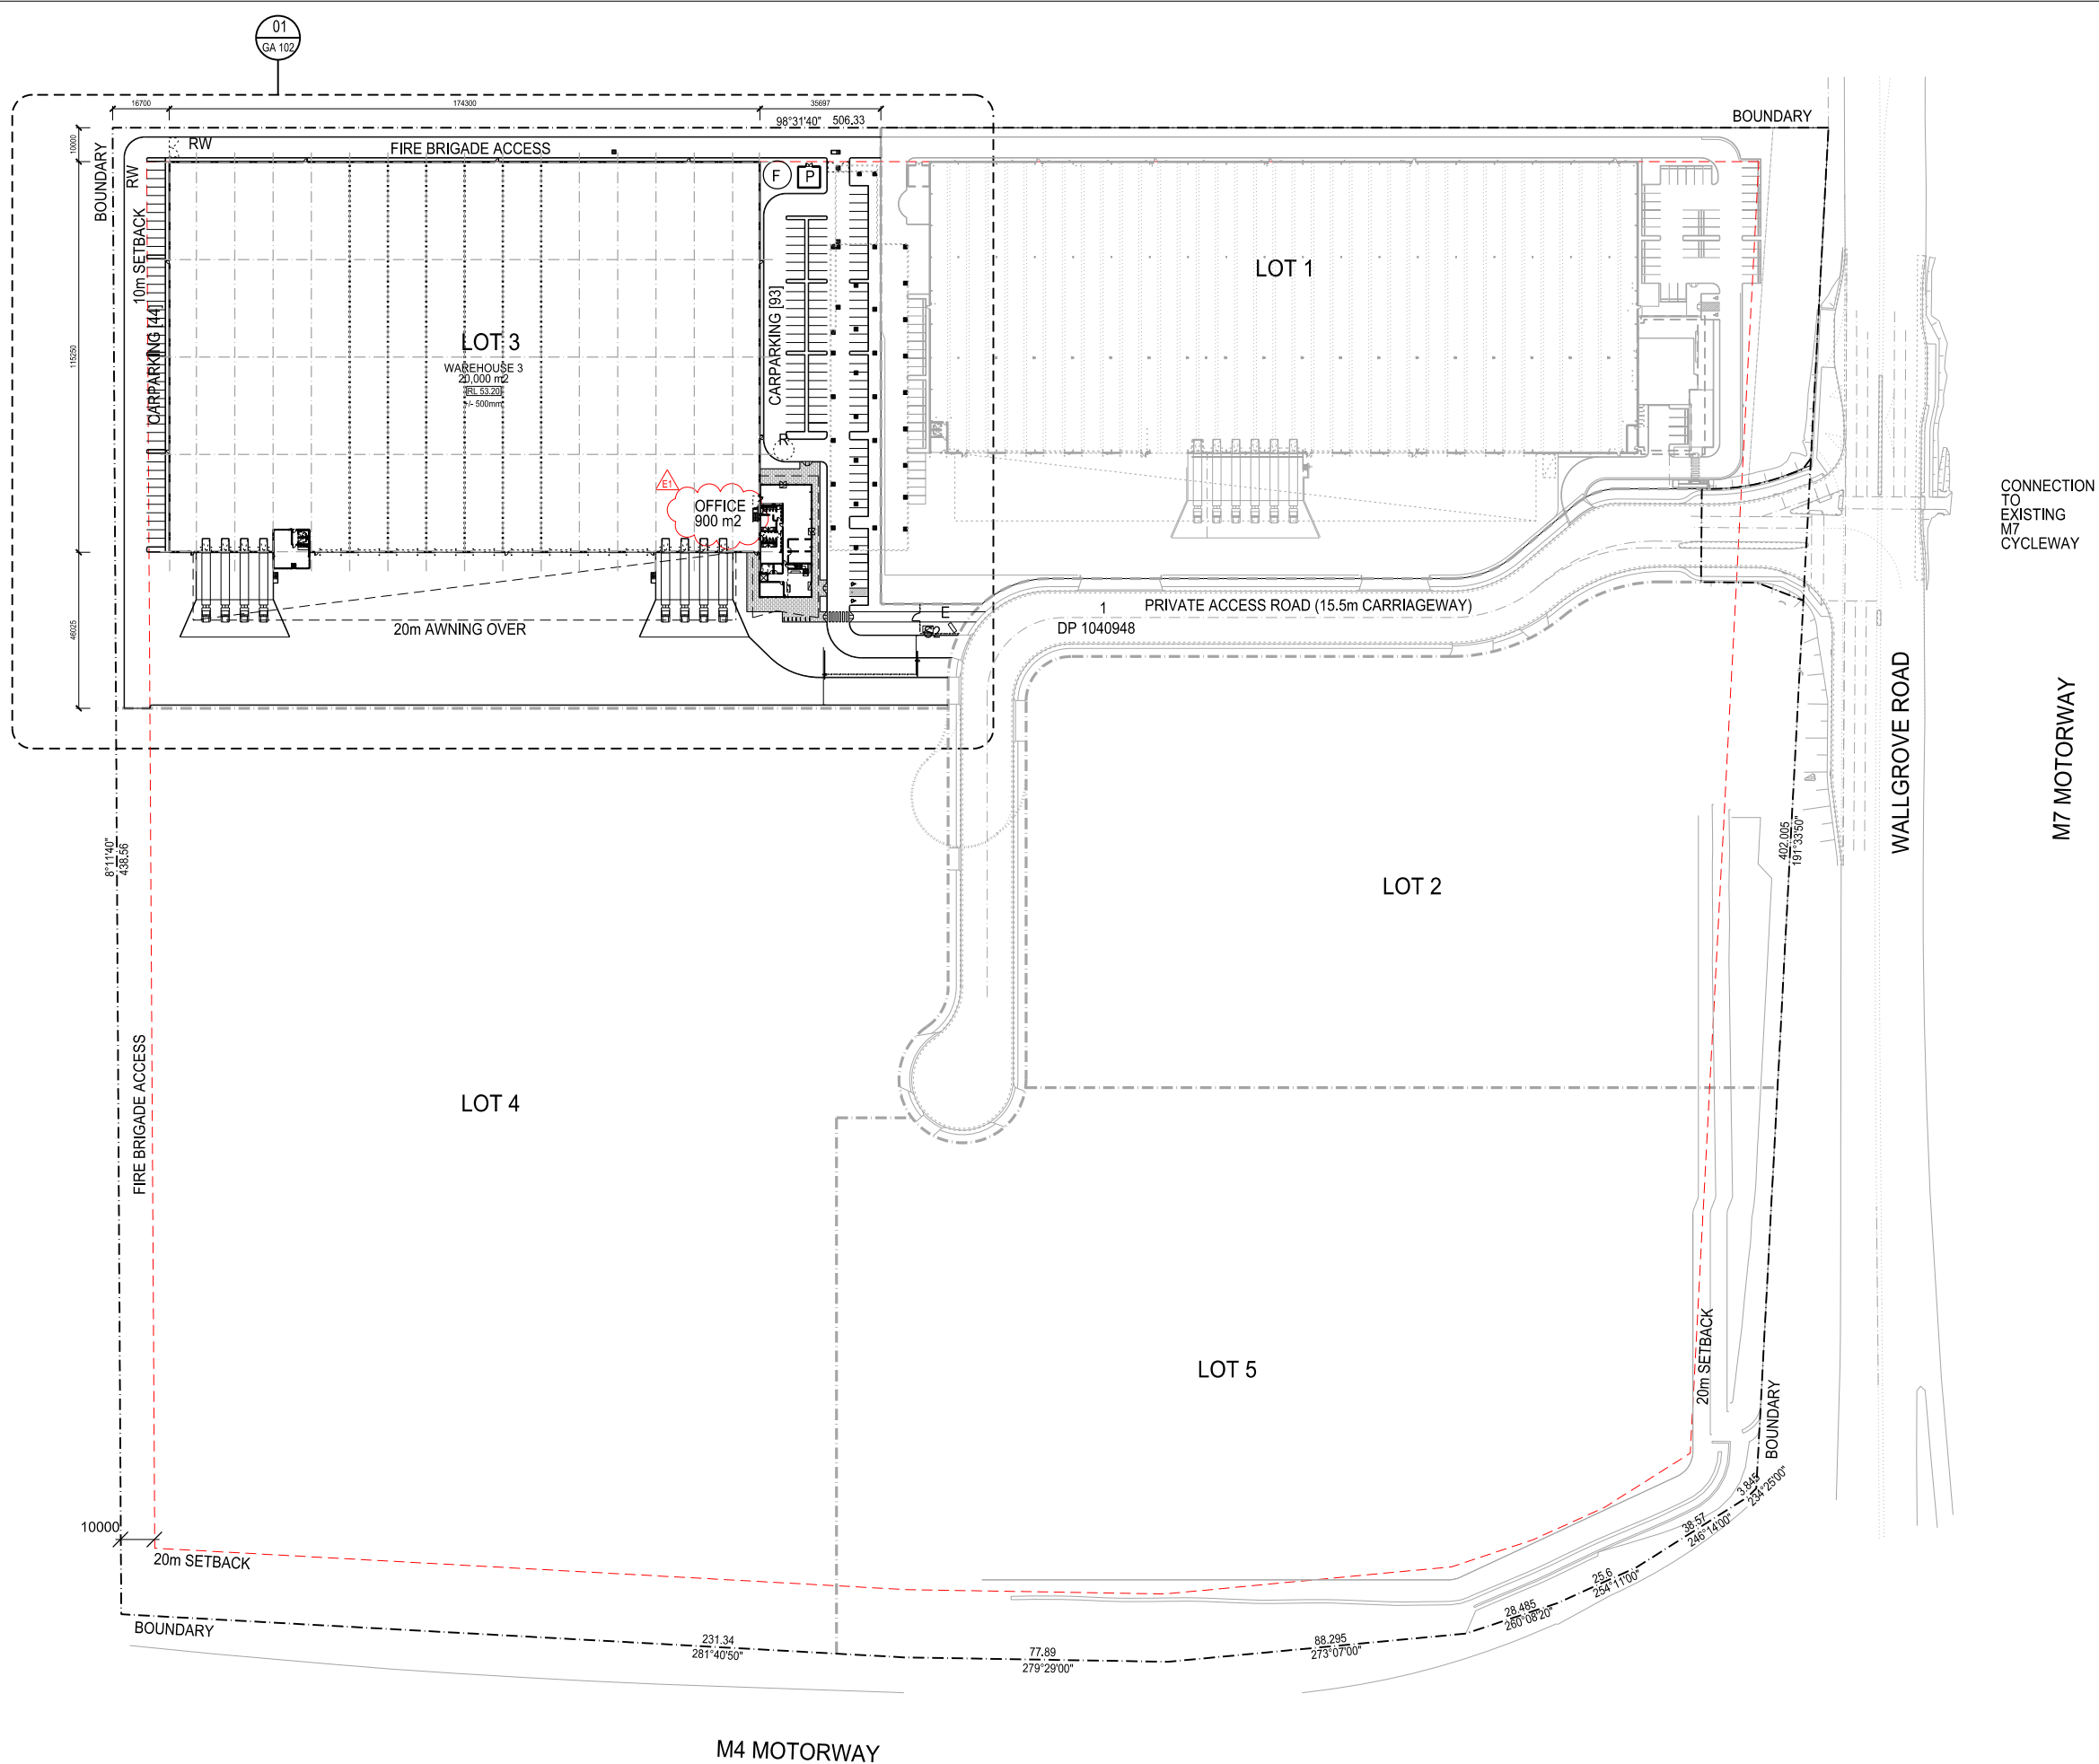 01
GA 102
16700
174300
35697
98°31'40" 506.33
BOUNDARY
10000
BOUNDARY
RW
RW
FIRE BRIGADE ACCESS
F
P
10m SETBACK
LOT 1
115250
CARPARKING [44]
CARPARKING [93]
LOT 3
WAREHOUSE 3
20,000 m2
RL 53.20
+/- 500mm
R
E1
OFFICE
900 m2
CONNECTION
TO
EXISTING
M7
CYCLEWAY
46025
20m AWNING OVER
E
1
PRIVATE ACCESS ROAD (15.5m CARRIAGEWAY)
DP 1040948
WALLGROVE ROAD
M7 MOTORWAY
8°11'40"
438.56
402.005
191°33'50"
LOT 2
FIRE BRIGADE ACCESS
LOT 4
LOT 5
20m SETBACK
BOUNDARY
10000
20m SETBACK
BOUNDARY
231.34
281°40'50"
77.89
279°29'00"
88.295
273°07'00"
28.485
260°08'20"
25.6
254°11'00"
38.57
246°14'00"
3.845
234°25'00"
M4 MOTORWAY